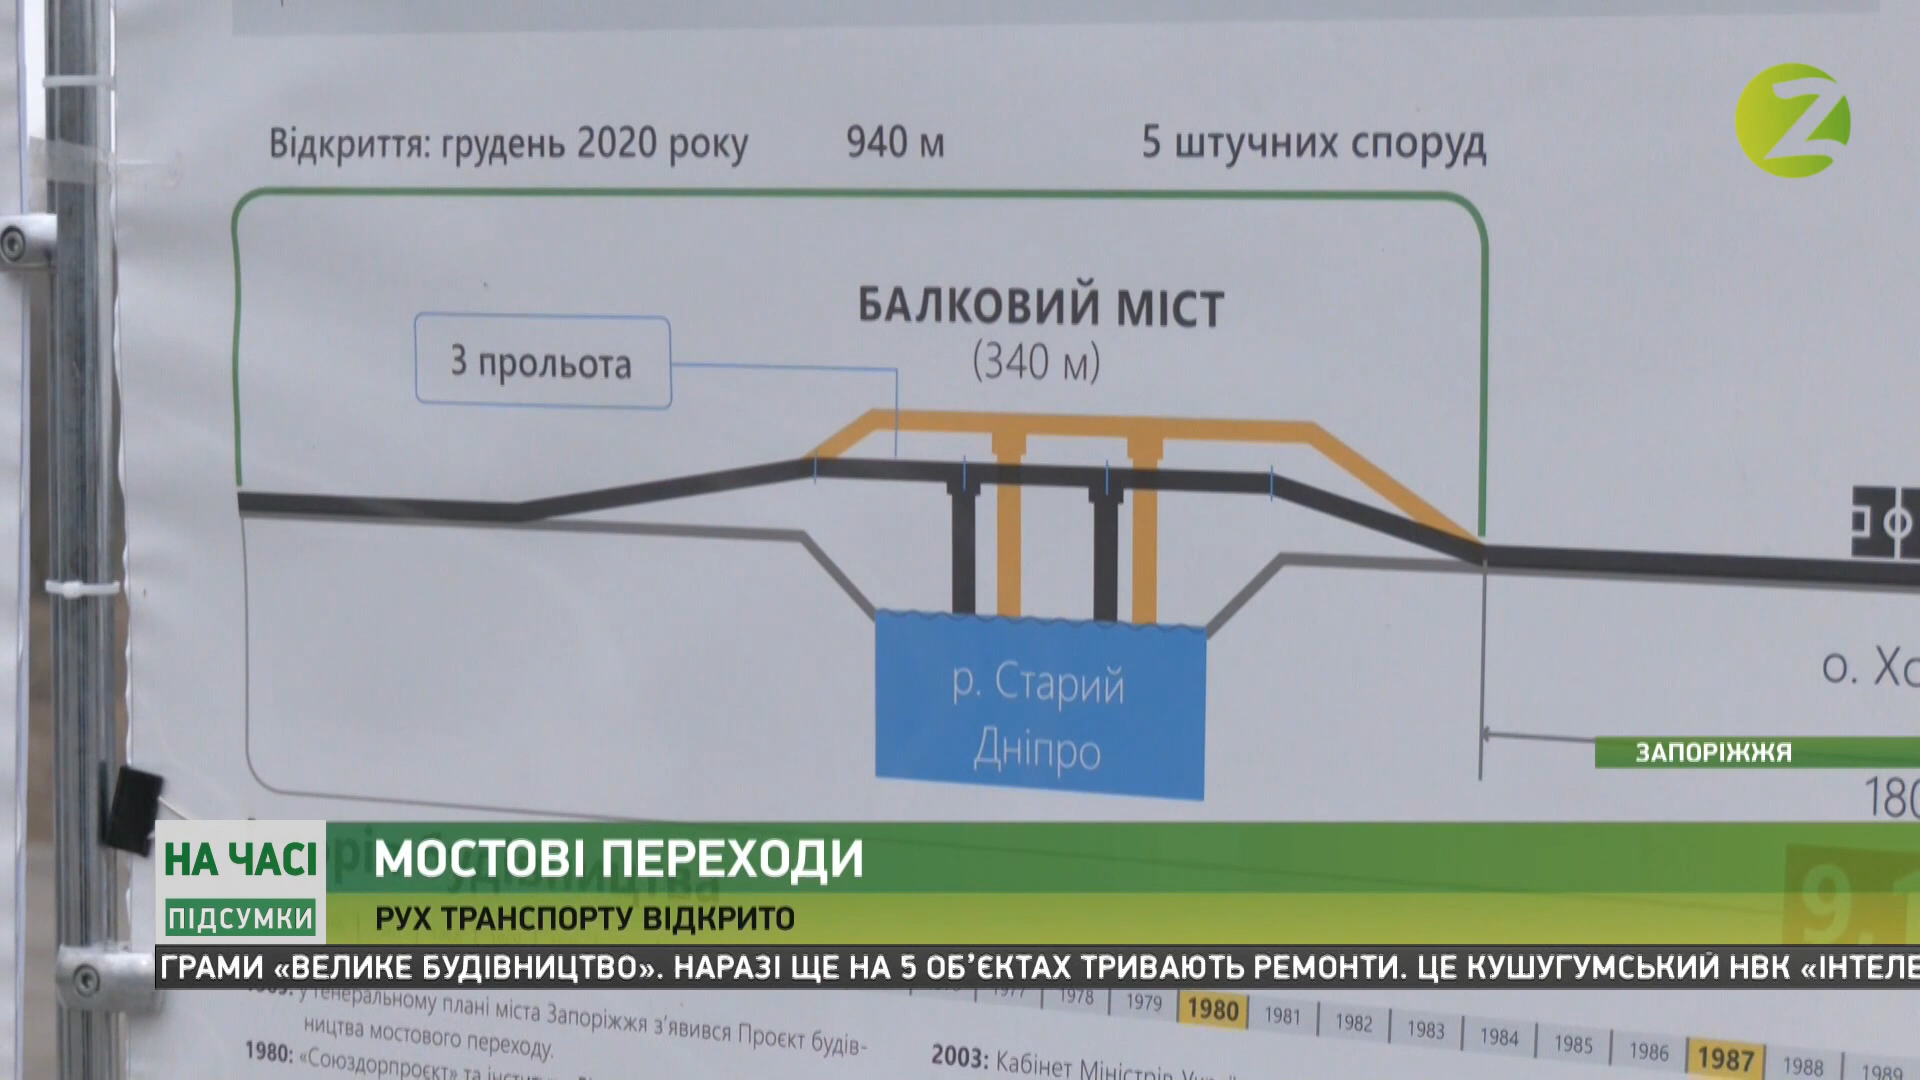 Відкриття: грудень 2020 року
940 м
5 штучних споруд
БАЛКОВИЙ МІСТ
(340 м)
3 прольота
р. Старий
Дніпро
о.
ЗАПОРІЖЖЯ
НА ЧАСІ
ПІДСУМКИ
МОСТОВІ ПЕРЕХОДИ
РУХ ТРАНСПОРТУ ВІДКРИТО
ГРАМИ «ВЕЛИКЕ БУДІВНИЦТВО». НАРАЗІ ЩЕ НА 5 ОБ’ЄКТАХ ТРИВАЮТЬ РЕМОНТИ. ЦЕ КУШУГУМСЬКИЙ НВК «ІНТЕЛЕ
у генеральному плані міста Запоріжжя з’явився Проєкт будів-
ництва мостового переходу.
1980: «Союздорпроєкт» та
2003: Кабінет Міністрів
1977 1978 1979 1980 1981 1982 1983 1984 1985 1986 1987 1988 1989